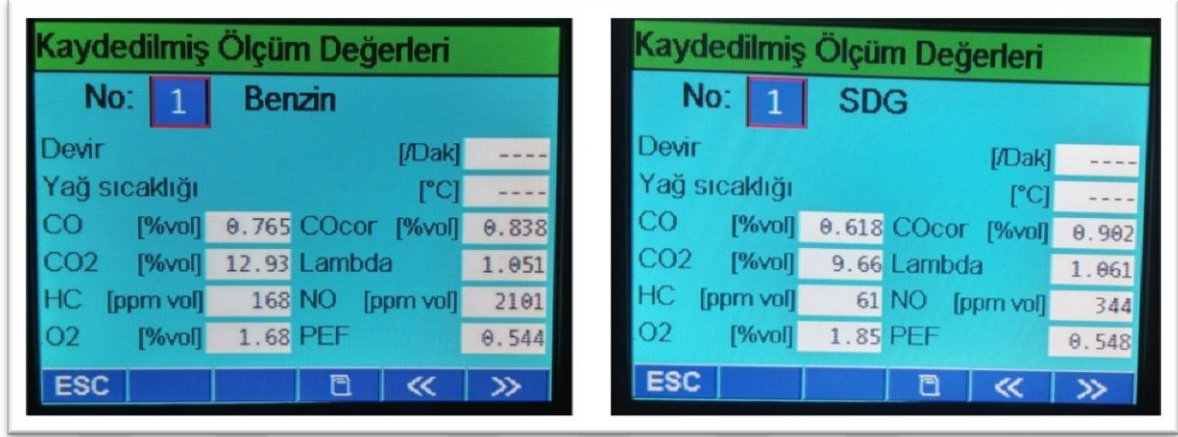 Kaydedilmiş Ölçüm Değerleri
No: 1 Benzin
Devir [/Dak] ----
Yağ sıcaklığı [°C] ----
CO [%vol] 0.765 COcor [%vol] 0.838
CO2 [%vol] 12.93 Lambda 1.051
HC [ppm vol] 168 NO [ppm vol] 2101
O2 [%vol] 1.68 PEF 0.544
ESC << >>
Kaydedilmiş Ölçüm Değerleri
No: 1 SDG
Devir [/Dak] ----
Yağ sıcaklığı [°C] ----
CO [%vol] 0.618 COcor [%vol] 0.902
CO2 [%vol] 9.66 Lambda 1.061
HC [ppm vol] 61 NO [ppm vol] 344
O2 [%vol] 1.85 PEF 0.548
ESC << >>